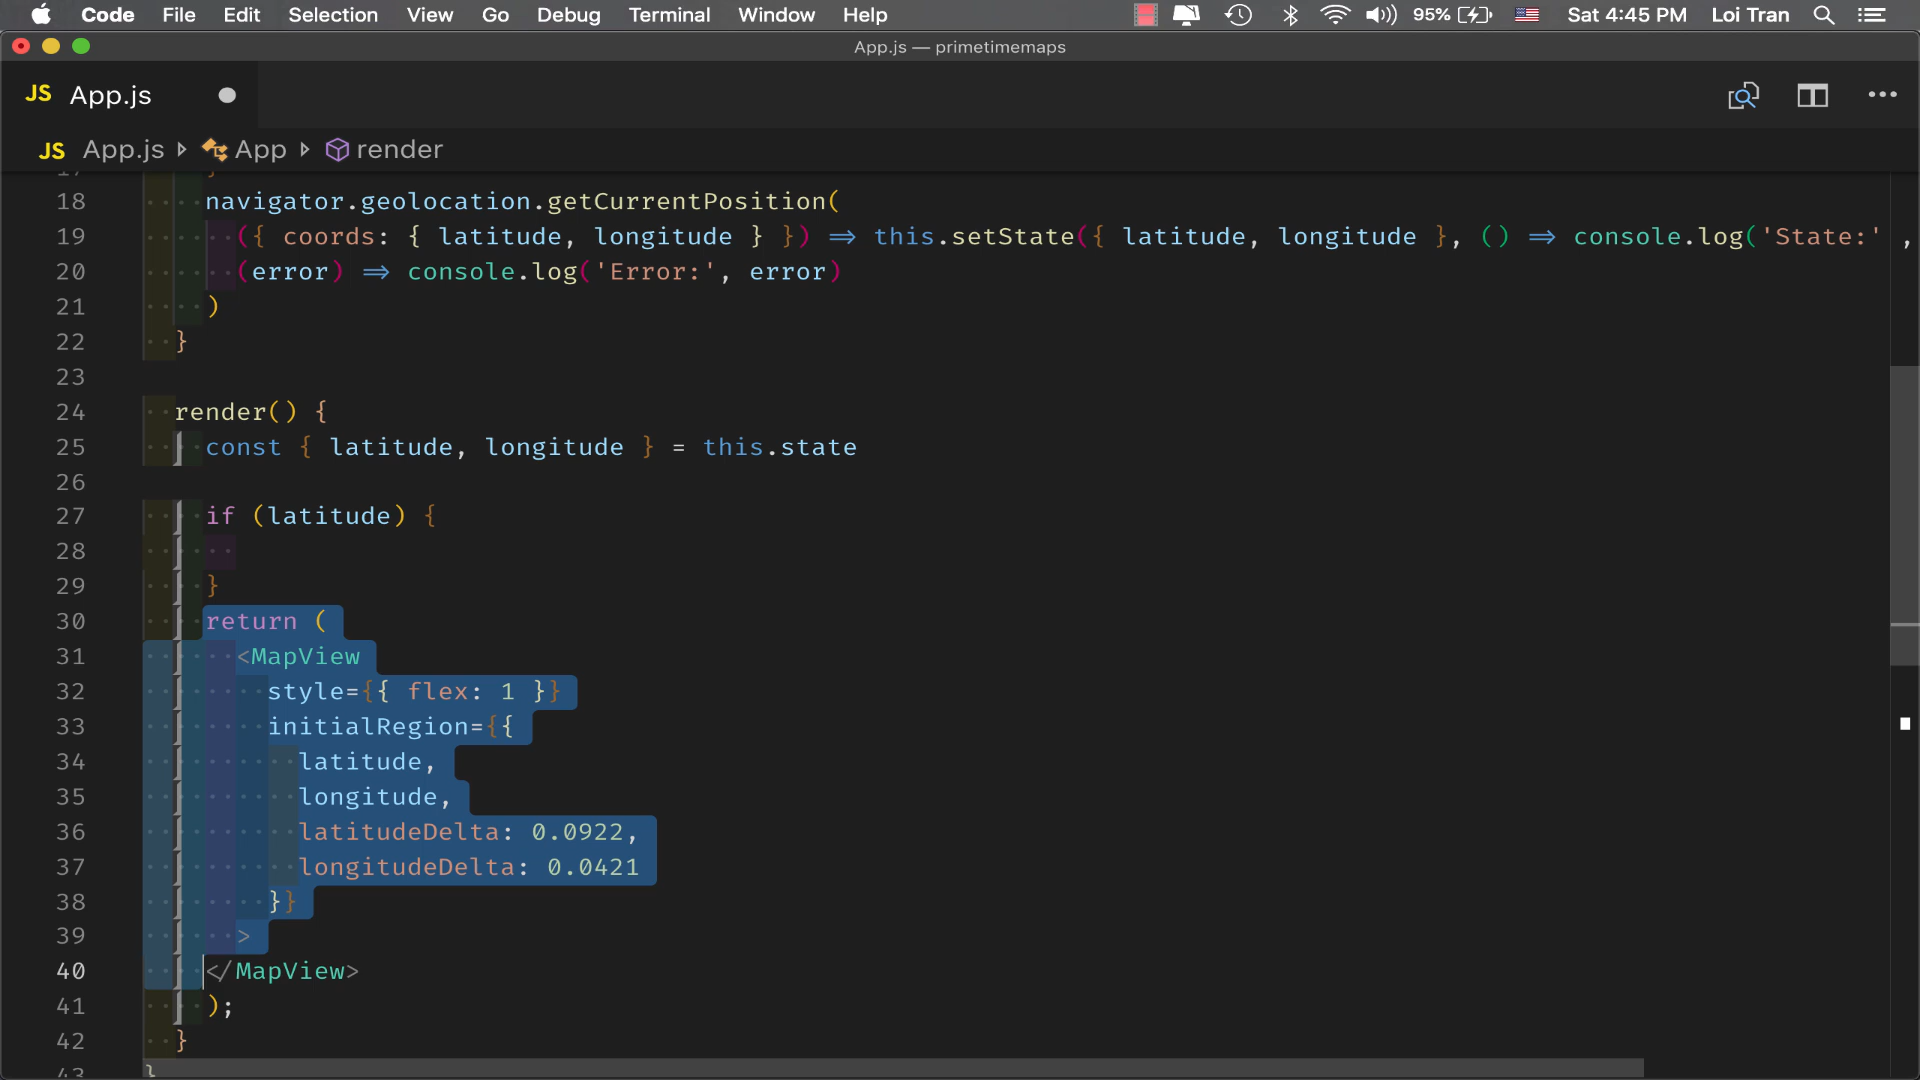 Code File Edit Selection View Go Debug Terminal Window Help 95% Sat 4:45 PM Loi Tran
App.js — primetimemaps
JS App.js
JS App.js App render
17 }
18 navigator.geolocation.getCurrentPosition(
19 ({ coords: { latitude, longitude } }) => this.setState({ latitude, longitude }, () => console.log('State:' ,
20 (error) => console.log('Error:', error)
21 )
22 }
23
24 render() {
25 const { latitude, longitude } = this.state
26
27 if (latitude) {
28
29 }
30 return (
31 <MapView
32 style={{ flex: 1 }}
33 initialRegion={{
34 latitude,
35 longitude,
36 latitudeDelta: 0.0922,
37 longitudeDelta: 0.0421
38 }}
39 >
40 </MapView>
41 );
42 }
43 }